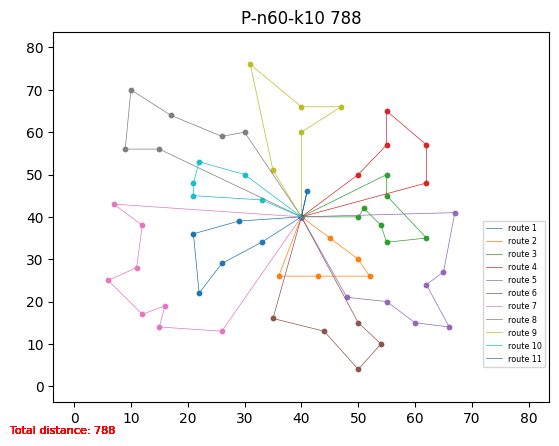 P-n60-k10 788
80
70
60
50
40
30
20
10
0
0 10 20 30 40 50 60 70 80
route 1
route 2
route 3
route 4
route 5
route 6
route 7
route 8
route 9
route 10
route 11
Total distance: 788